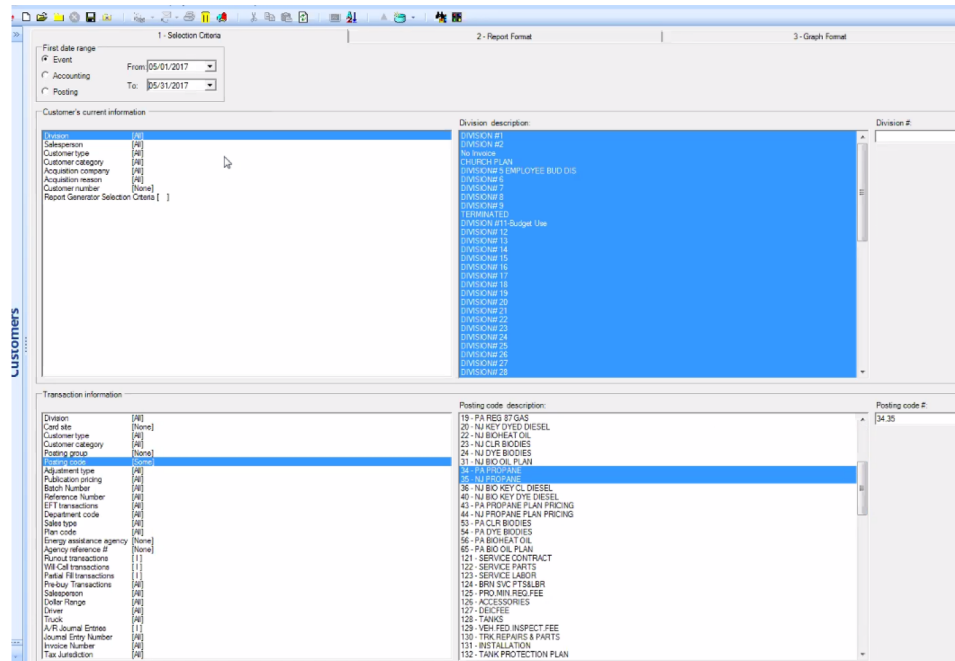 1 - Selection Criteria
2 - Report Format
3 - Graph Format
First date range
Event
Accounting
Posting
From: 05/01/2017
To: 05/31/2017
Customer's current information
Division [All]
Salesperson [All]
Customer type [All]
Customer category [All]
Acquisition company [All]
Acquisition reason [All]
Customer number [None]
Report Generator Selection Criteria [ ]
Division description:
DIVISION #1
DIVISION #2
No Invoice
CHURCH PLAN
DIVISION# 5 EMPLOYEE BUD DIS
DIVISION# 6
DIVISION# 7
DIVISION# 8
DIVISION# 9
TERMINATED
DIVISION #11-Budget Use
DIVISION# 12
DIVISION# 13
DIVISION# 14
DIVISION# 15
DIVISION# 16
DIVISION# 17
DIVISION# 18
DIVISION# 19
DIVISION# 20
DIVISION# 21
DIVISION# 22
DIVISION# 23
DIVISION# 24
DIVISION# 25
DIVISION# 26
DIVISION# 27
DIVISION# 28
Division #:
Customers
Transaction information
Division [All]
Card site [None]
Customer type [All]
Customer category [All]
Posting group [None]
Posting code [Some]
Adjustment type [All]
Publication pricing [All]
Batch Number [All]
Reference Number [All]
EFT transactions [All]
Department code [All]
Sales type [All]
Plan code [All]
Energy assistance agency [None]
Agency reference # [None]
Runout transactions [I]
Will-Call transactions [I]
Partial Fill transactions [I]
Pre-buy Transactions [All]
Salesperson [All]
Dollar Range [All]
Driver [All]
Truck [All]
A/R Journal Entries [I]
Journal Entry Number [All]
Invoice Number [All]
Tax Jurisdiction [All]
Posting code description:
19 - PA REG 87 GAS
20 - NJ KEY DYED DIESEL
22 - NJ BIOHEAT OIL
23 - NJ CLR BIODIES
24 - NJ DYE BIODIES
31 - NJ BIO OIL PLAN
34 - PA PROPANE
35 - NJ PROPANE
36 - NJ BIO KEY CL DIESEL
40 - NJ BIO KEY DYE DIESEL
43 - PA PROPANE PLAN PRICING
44 - NJ PROPANE PLAN PRICING
53 - PA CLR BIODIES
54 - PA DYE BIODIES
56 - PA BIOHEAT OIL
65 - PA BIO OIL PLAN
121 - SERVICE CONTRACT
122 - SERVICE PARTS
123 - SERVICE LABOR
124 - BRN SVC PTS&LBR
125 - PRO.MIN.REQ.FEE
126 - ACCESSORIES
127 - DEICFEE
128 - TANKS
129 - VEH.FED.INSPECT.FEE
130 - TRK.REPAIRS & PARTS
131 - INSTALLATION
132 - TANK PROTECTION PLAN
Posting code #:
34,35